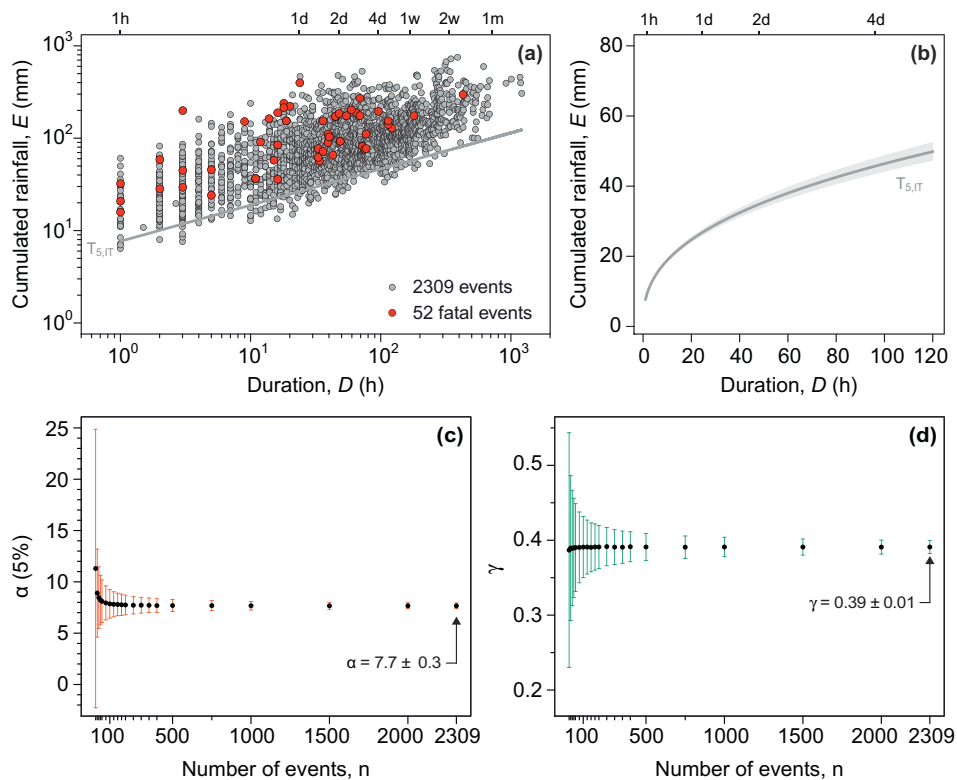 1h 1d 2d 4d 1w 2w 1m
(a)
Cumulated rainfall, E (mm)
10³
10²
10¹
10⁰
T5,IT
2309 events
52 fatal events
10⁰ 10¹ 10² 10³
Duration, D (h)
1h 1d 2d 4d
(b)
Cumulated rainfall, E (mm)
80
60
40
20
0
T5,IT
0 20 40 60 80 100 120
Duration, D (h)
(c)
α (5%)
25
20
15
10
5
0
α = 7.7 ± 0.3
100 500 1000 1500 2000 2309
Number of events, n
(d)
γ
0.5
0.4
0.3
0.2
γ = 0.39 ± 0.01
100 500 1000 1500 2000 2309
Number of events, n